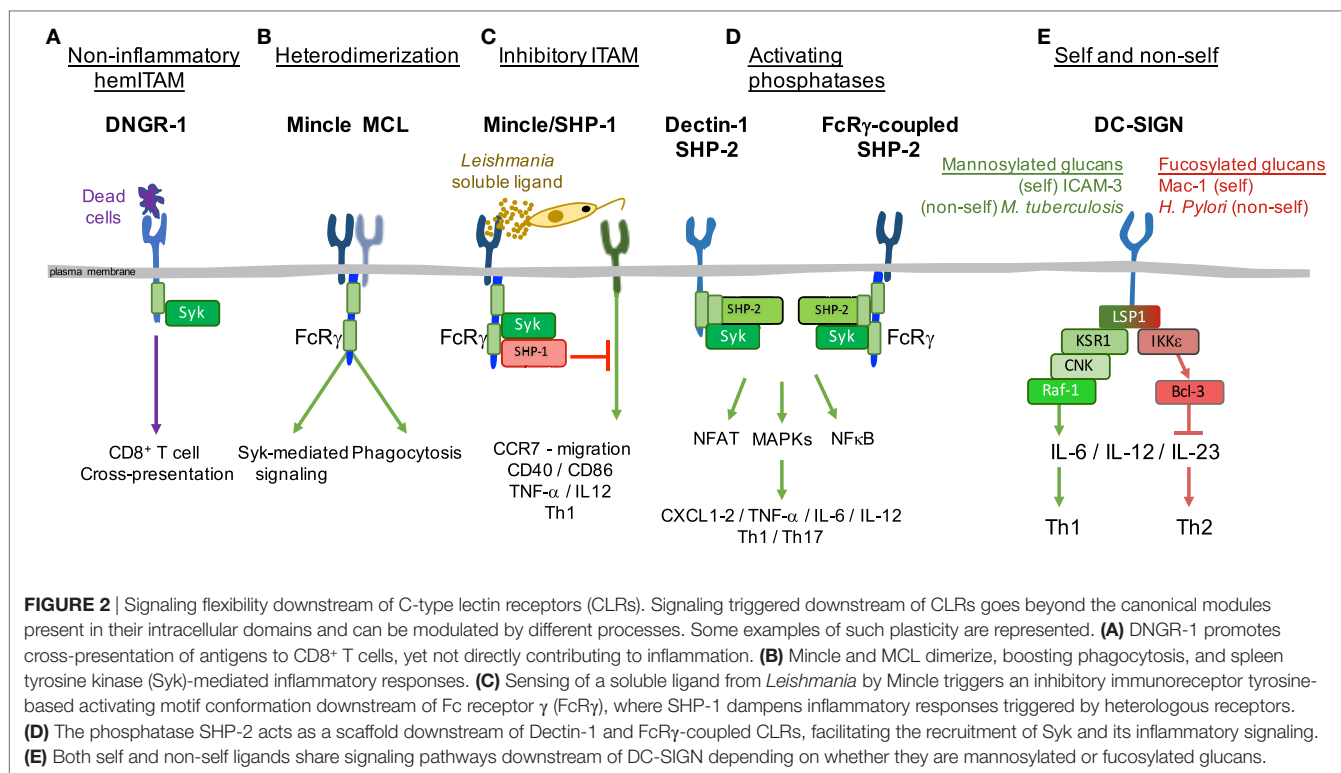 A
Non-inflammatory
hemITAM
DNGR-1
Dead
cells
Syk
CD8+ T cell
Cross-presentation
B
Heterodimerization
Mincle MCL
FcRγ
Syk-mediated
signaling
Phagocytosis
C
Inhibitory ITAM
Mincle/SHP-1
Leishmania
soluble ligand
FcRγ
Syk
SHP-1
CCR7 - migration
CD40 / CD86
TNF-α / IL12
Th1
D
Activating
phosphatases
Dectin-1
SHP-2
FcRγ-coupled
SHP-2
SHP-2
Syk
SHP-2
Syk
FcRγ
NFAT
MAPKs
NFκB
CXCL1-2 / TNF-α / IL-6 / IL-12
Th1 / Th17
E
Self and non-self
DC-SIGN
Mannosylated glucans
(self) ICAM-3
(non-self) M. tuberculosis
Fucosylated glucans
Mac-1 (self)
H. Pylori (non-self)
LSP1
KSR1
IKKε
CNK
Raf-1
Bcl-3
IL-6 / IL-12 / IL-23
Th1
Th2
plasma membrane
FIGURE 2 | Signaling flexibility downstream of C-type lectin receptors (CLRs). Signaling triggered downstream of CLRs goes beyond the canonical modules
present in their intracellular domains and can be modulated by different processes. Some examples of such plasticity are represented. (A) DNGR-1 promotes
cross-presentation of antigens to CD8+ T cells, yet not directly contributing to inflammation. (B) Mincle and MCL dimerize, boosting phagocytosis, and spleen
tyrosine kinase (Syk)-mediated inflammatory responses. (C) Sensing of a soluble ligand from Leishmania by Mincle triggers an inhibitory immunoreceptor tyrosine-
based activating motif conformation downstream of Fc receptor γ (FcRγ), where SHP-1 dampens inflammatory responses triggered by heterologous receptors.
(D) The phosphatase SHP-2 acts as a scaffold downstream of Dectin-1 and FcRγ-coupled CLRs, facilitating the recruitment of Syk and its inflammatory signaling.
(E) Both self and non-self ligands share signaling pathways downstream of DC-SIGN depending on whether they are mannosylated or fucosylated glucans.